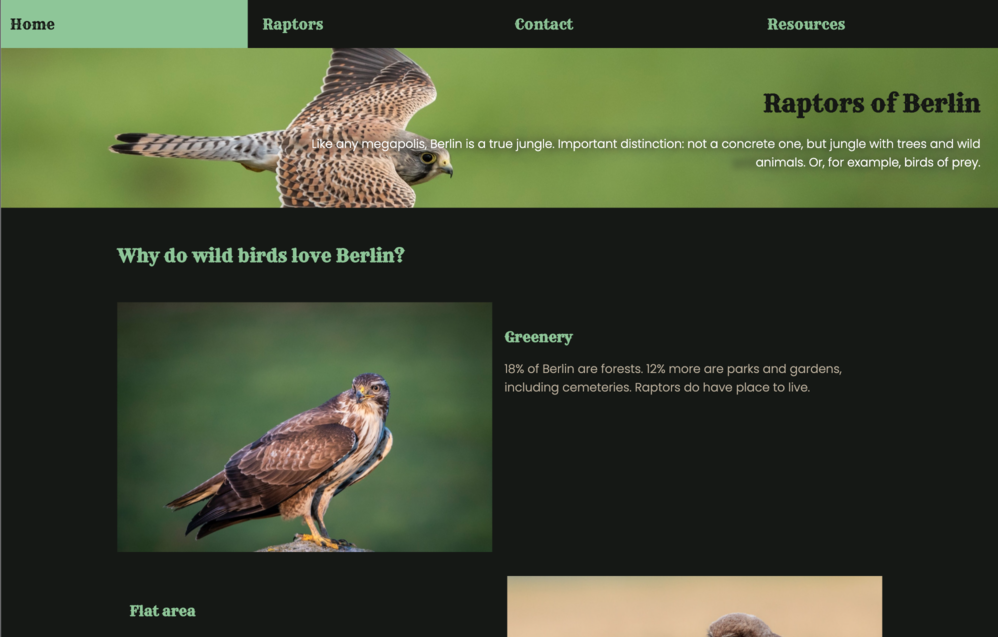 Home
Raptors
Contact
Resources
Raptors of Berlin
Like any megapolis, Berlin is a true jungle. Important distinction: not a concrete one, but jungle with trees and wild
animals. Or, for example, birds of prey.
Why do wild birds love Berlin?
Greenery
18% of Berlin are forests. 12% more are parks and gardens,
including cemeteries. Raptors do have place to live.
Flat area